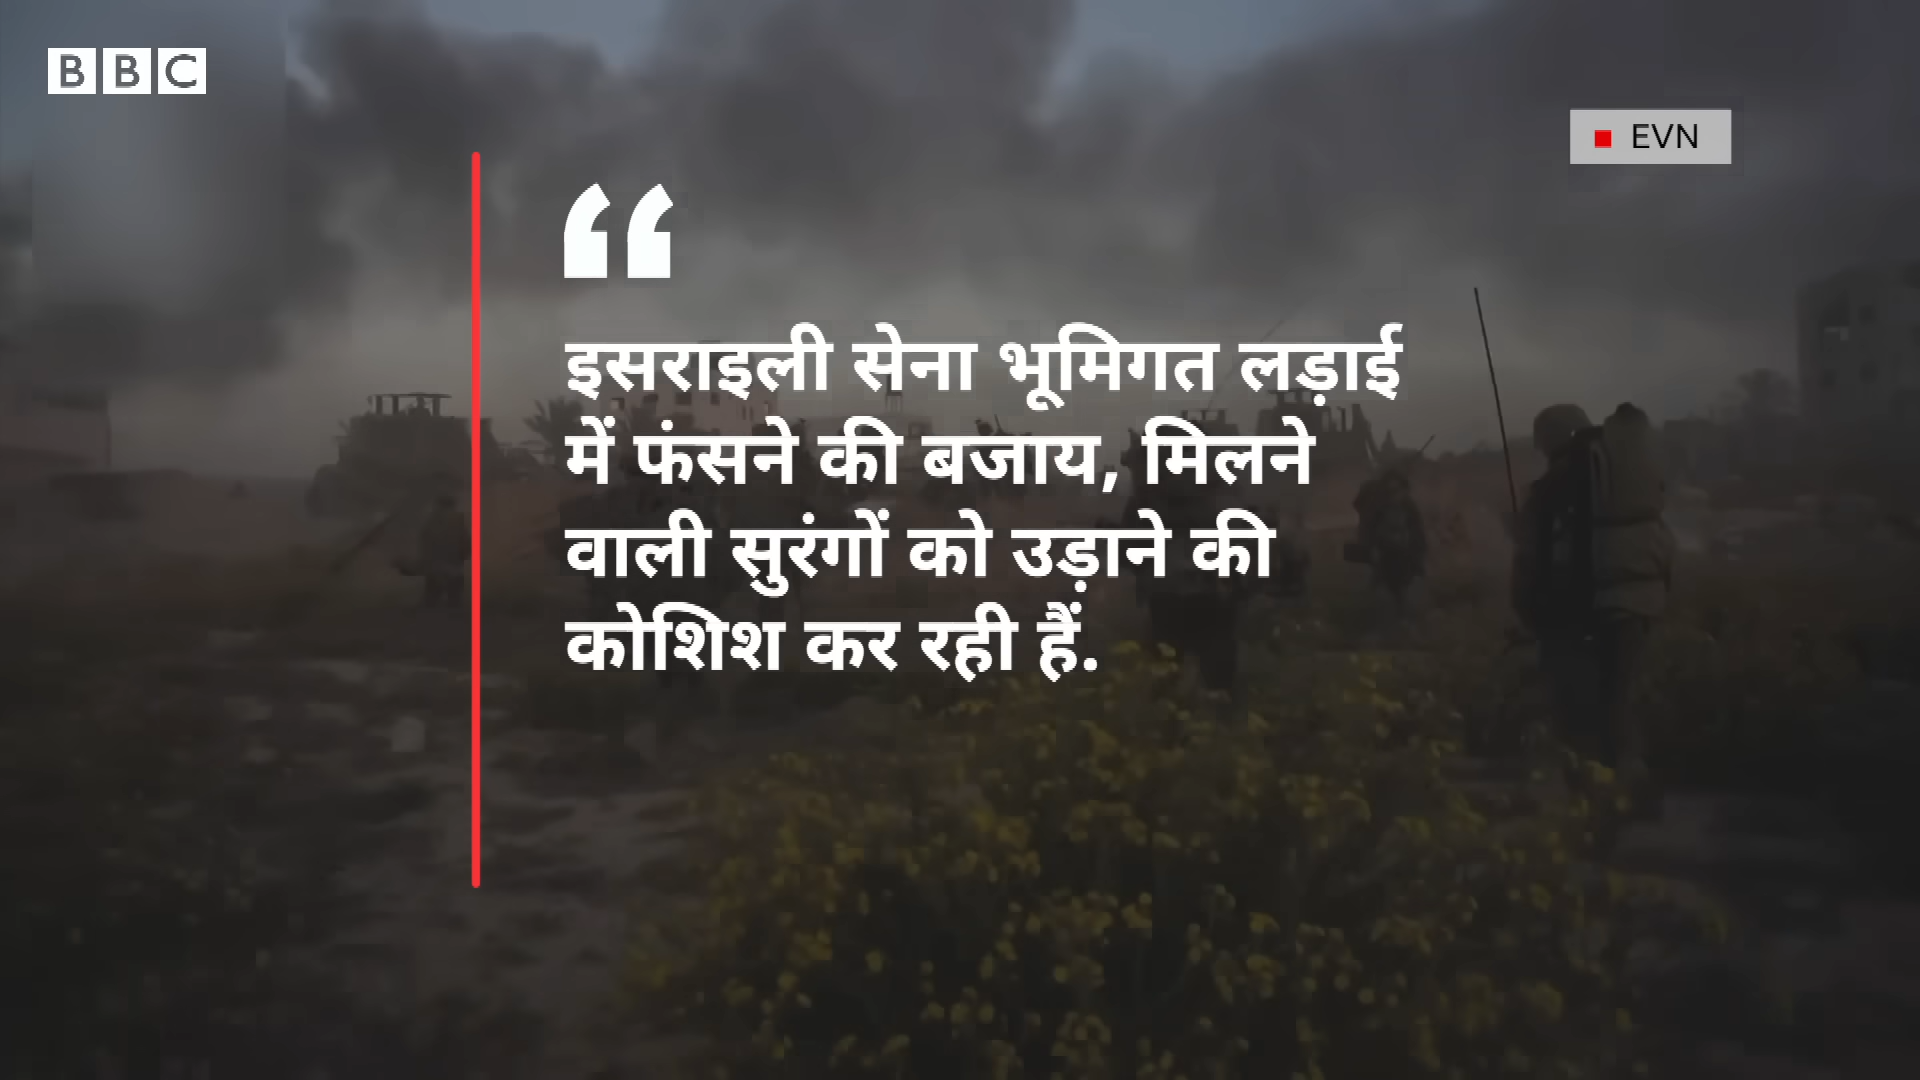 BBC
EVN
“
इसराइली सेना भूमिगत लड़ाई
में फंसने की बजाय, मिलने
वाली सुरंगों को उड़ाने की
कोशिश कर रही हैं.